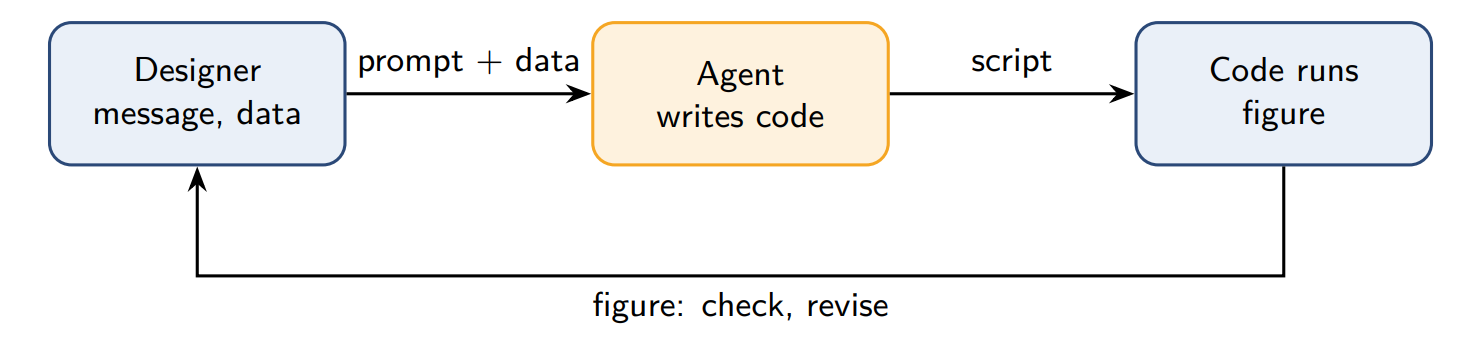 Designer
message, data
prompt + data
Agent
writes code
script
Code runs
figure
figure: check, revise